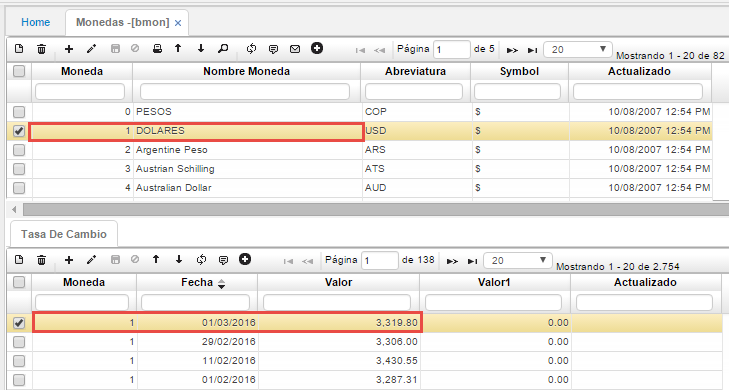 Home Monedas -[bmon] ×
Página 1 de 5 20 Mostrando 1 - 20 de 82
Moneda Nombre Moneda Abreviatura Symbol Actualizado
0 PESOS COP $ 10/08/2007 12:54 PM
1 DOLARES USD $ 10/08/2007 12:54 PM
2 Argentine Peso ARS $ 10/08/2007 12:54 PM
3 Austrian Schilling ATS $ 10/08/2007 12:54 PM
4 Australian Dollar AUD $ 10/08/2007 12:54 PM
Tasa De Cambio
Página 1 de 138 20 Mostrando 1 - 20 de 2.754
Moneda Fecha Valor Valor1 Actualizado
1 01/03/2016 3,319.80 0.00
1 29/02/2016 3,306.00 0.00
1 11/02/2016 3,430.55 0.00
1 01/02/2016 3,287.31 0.00